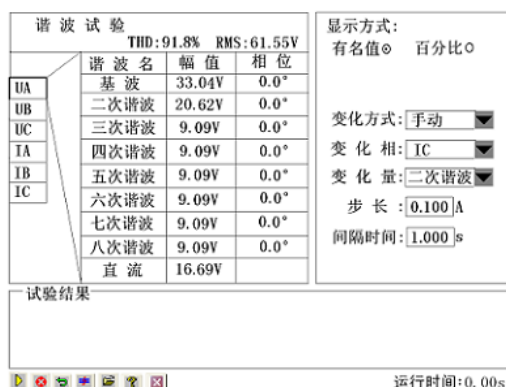 谐 波 试 验
THD:91.8% RMS:61.55V
谐 波 名 幅 值 相 位
基 波 33.04V 0.0°
二次谐波 20.62V 0.0°
三次谐波 9.09V 0.0°
四次谐波 9.09V 0.0°
五次谐波 9.09V 0.0°
六次谐波 9.09V 0.0°
七次谐波 9.09V 0.0°
八次谐波 9.09V 0.0°
直 流 16.69V
UA
UB
UC
IA
IB
IC
显示方式:
有名值 百分比
变化方式: 手动
变 化 相: IC
变 化 量: 二次谐波
步 长 : 0.100 A
间隔时间: 1.000 s
试验结果
运行时间:0.00s